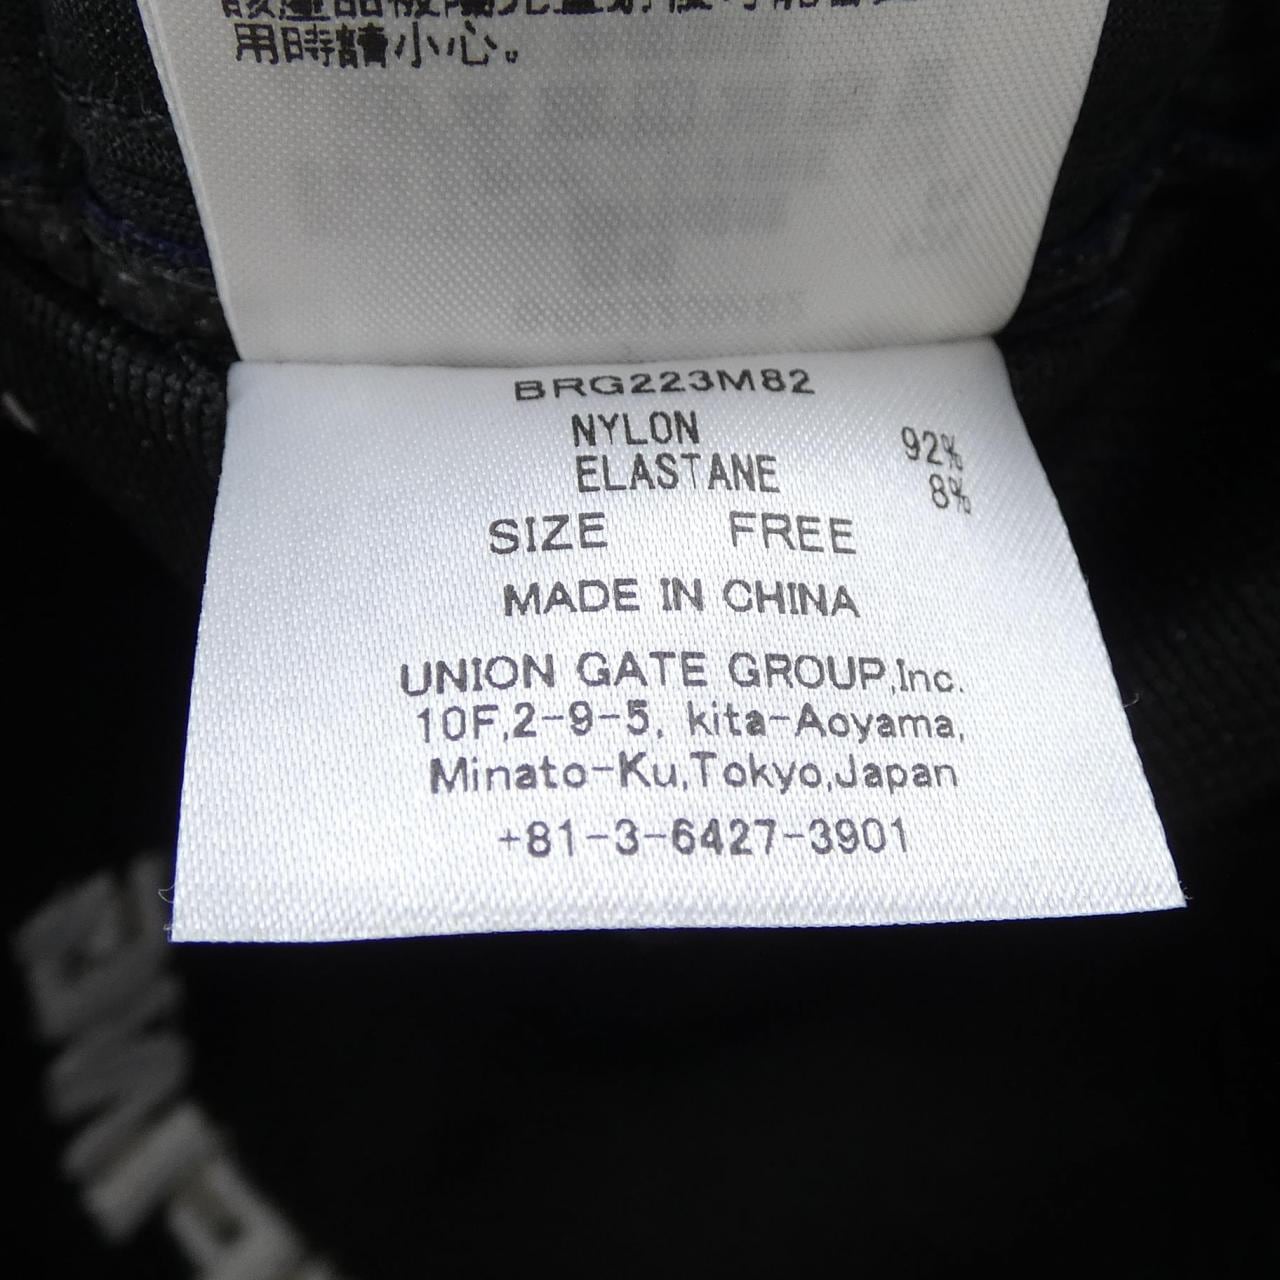 用時請小心。
BRG223M82
NYLON 92%
ELASTANE 8%
SIZE FREE
MADE IN CHINA
UNION GATE GROUP,Inc.
10F,2-9-5, kita-Aoyama,
Minato-Ku,Tokyo,Japan
+81-3-6427-3901